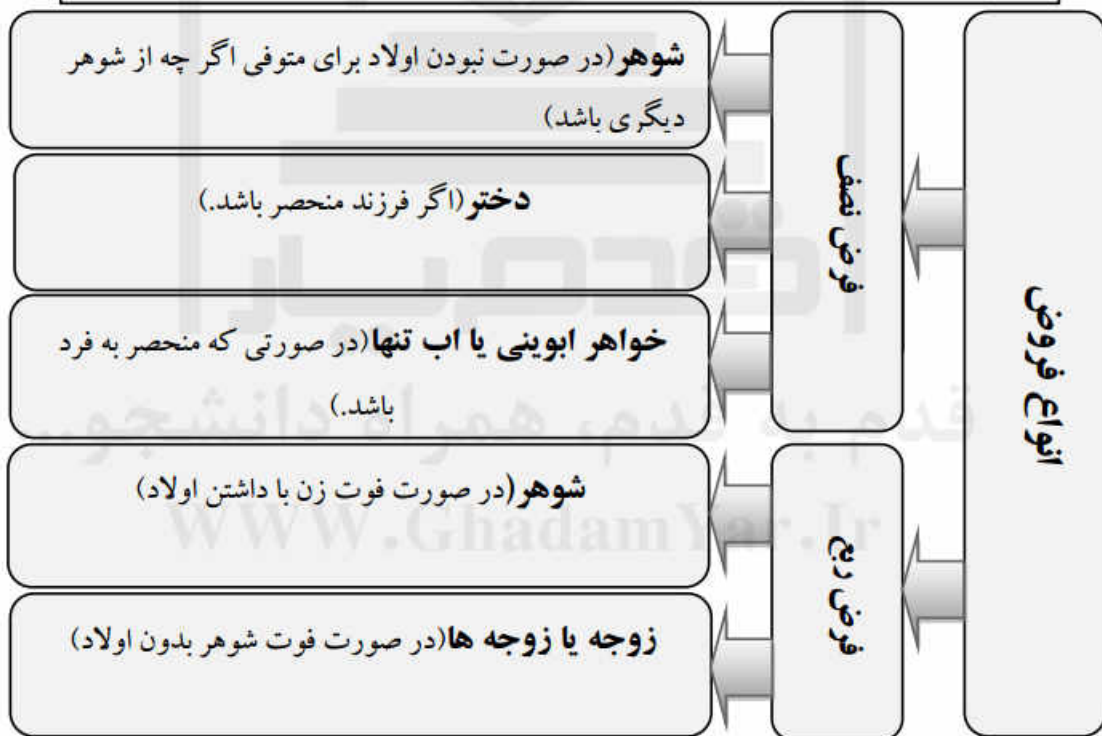 انواع فروض
فرض نصف
شوهر(در صورت نبودن اولاد برای متوفی اگر چه از شوهر
دیگری باشد)
دختر(اگر فرزند منحصر باشد.)
خواهر ابوینی یا اب تنها(در صورتی که منحصر به فرد
باشد.)
فرض ربع
شوهر(در صورت فوت زن با داشتن اولاد)
زوجه یا زوجه ها(در صورت فوت شوهر بدون اولاد)
قدم یار
قدم به قدم، همراه دانشجو...
WWW.GhadamYar.Ir